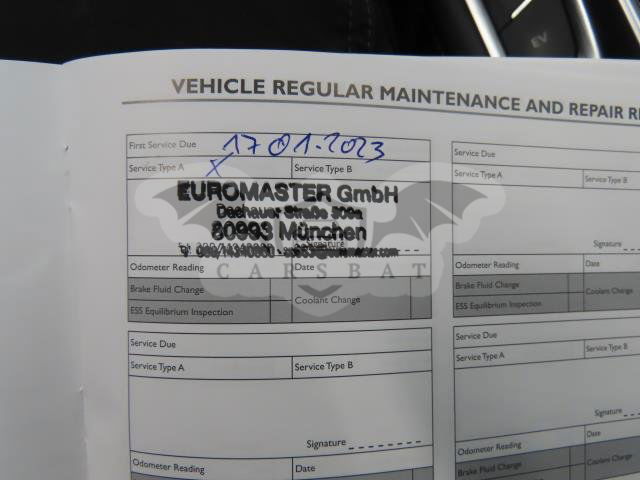 EV
VEHICLE REGULAR MAINTENANCE AND REPAIR
First Service Due 17 01.2023
Service Type A X Service Type B
EUROMASTER GmbH
Dachauer Straße
80993 München
Signature
CARSBAT
Odometer Reading Date
Brake Fluid Change
Coolant Change
ESS Equilibrium Inspection
Service Due
Service Type A Service Type B
Signature
Odometer Reading Date
Brake Fluid Change
Coolant Change
ESS Equilibrium Inspection
Service Due
Service Type A Service Type B
Signature
Odometer Reading Date
Service Due
Service Type A Service Type B
Signature
Odometer Reading Date
Brake Fluid Change
Coolant Change